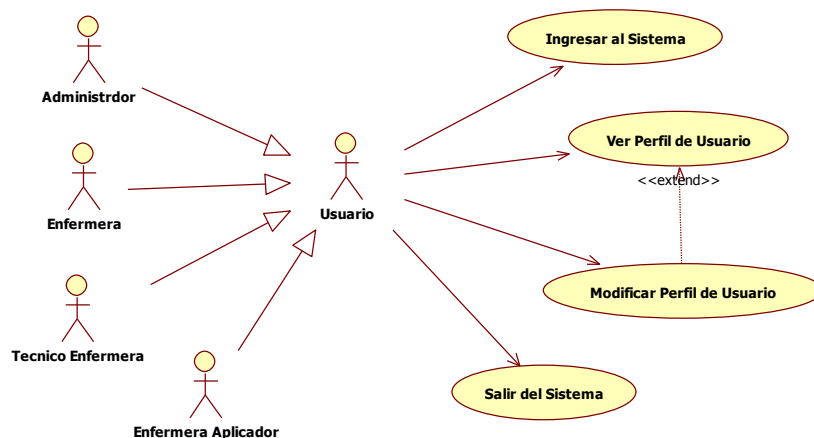 Ingresar al Sistema
Administrdor
Ver Perfil de Usuario
<<extend>>
Enfermera
Usuario
Modificar Perfil de Usuario
Tecnico Enfermera
Salir del Sistema
Enfermera Aplicador